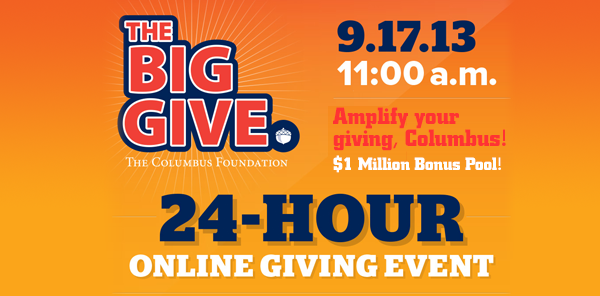 THE
BIG
GIVE.
THE COLUMBUS FOUNDATION
9.17.13
11:00 a.m.
Amplify your
giving, Columbus!
$1 Million Bonus Pool!
24-HOUR
ONLINE GIVING EVENT